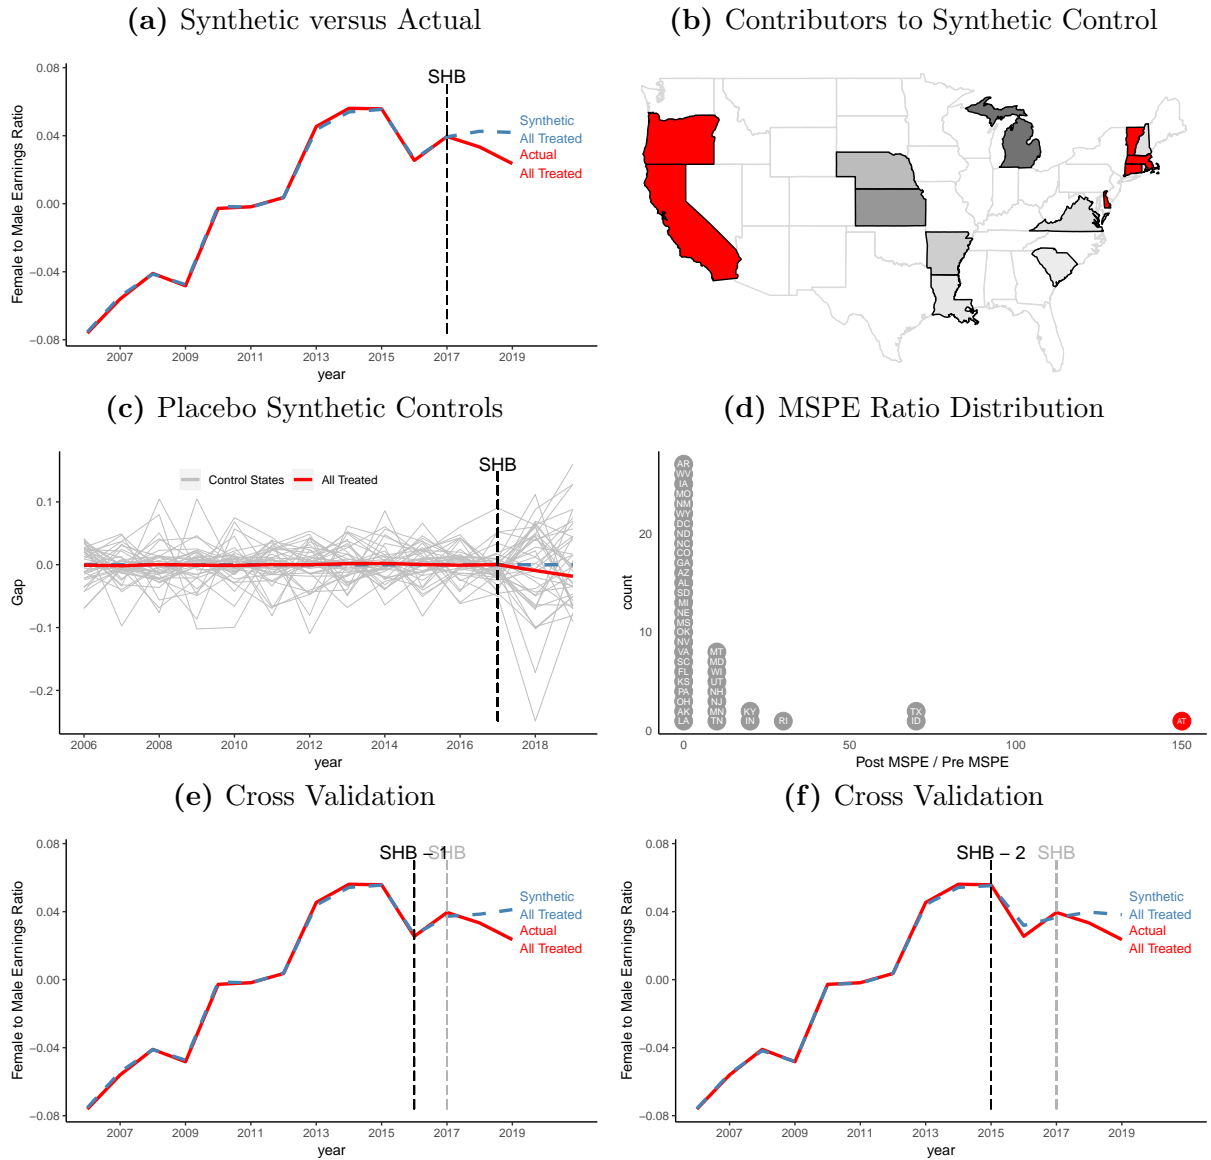 (a) Synthetic versus Actual
SHB
0.08
0.04
0.00
−0.04
−0.08
Female to Male Earnings Ratio
Synthetic
All Treated
Actual
All Treated
2007 2009 2011 2013 2015 2017 2019
year
(b) Contributors to Synthetic Control
(c) Placebo Synthetic Controls
SHB
Control States All Treated
0.1
0.0
−0.1
−0.2
Gap
2006 2008 2010 2012 2014 2016 2018
year
(d) MSPE Ratio Distribution
20
10
0
count
AR
WV
IA
MO
NM
WY
DC
ND
NC
CO
GA
AZ
AL
SD
MI
NE
MS
OK
NV
VA
SC
FL
KS
PA
OH
AK
LA
MT
MD
WI
UT
NH
NJ
MN
TN
KY
IN
RI
TX
ID
AT
0 50 100 150
Post MSPE / Pre MSPE
(e) Cross Validation
SHB − 1
SHB
0.08
0.04
0.00
−0.04
−0.08
Female to Male Earnings Ratio
Synthetic
All Treated
Actual
All Treated
2007 2009 2011 2013 2015 2017 2019
year
(f) Cross Validation
SHB − 2
SHB
0.08
0.04
0.00
−0.04
−0.08
Female to Male Earnings Ratio
Synthetic
All Treated
Actual
All Treated
2007 2009 2011 2013 2015 2017 2019
year